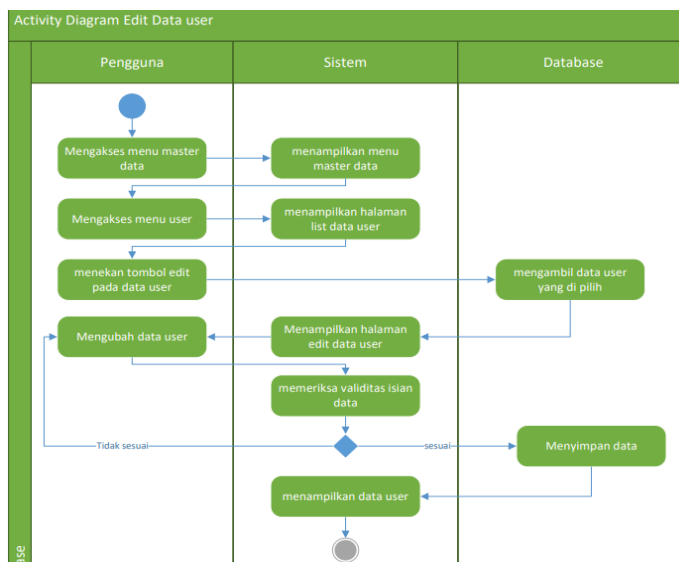 Activity Diagram Edit Data user
Pengguna
Sistem
Database
Mengakses menu master
data
menampilkan menu
master data
Mengakses menu user
menampilkan halaman
list data user
menekan tombol edit
pada data user
mengambil data user
yang di pilih
Mengubah data user
Menampilkan halaman
edit data user
memeriksa validitas isian
data
Tidak sesuai
sesuai
Menyimpan data
menampilkan data user
ase